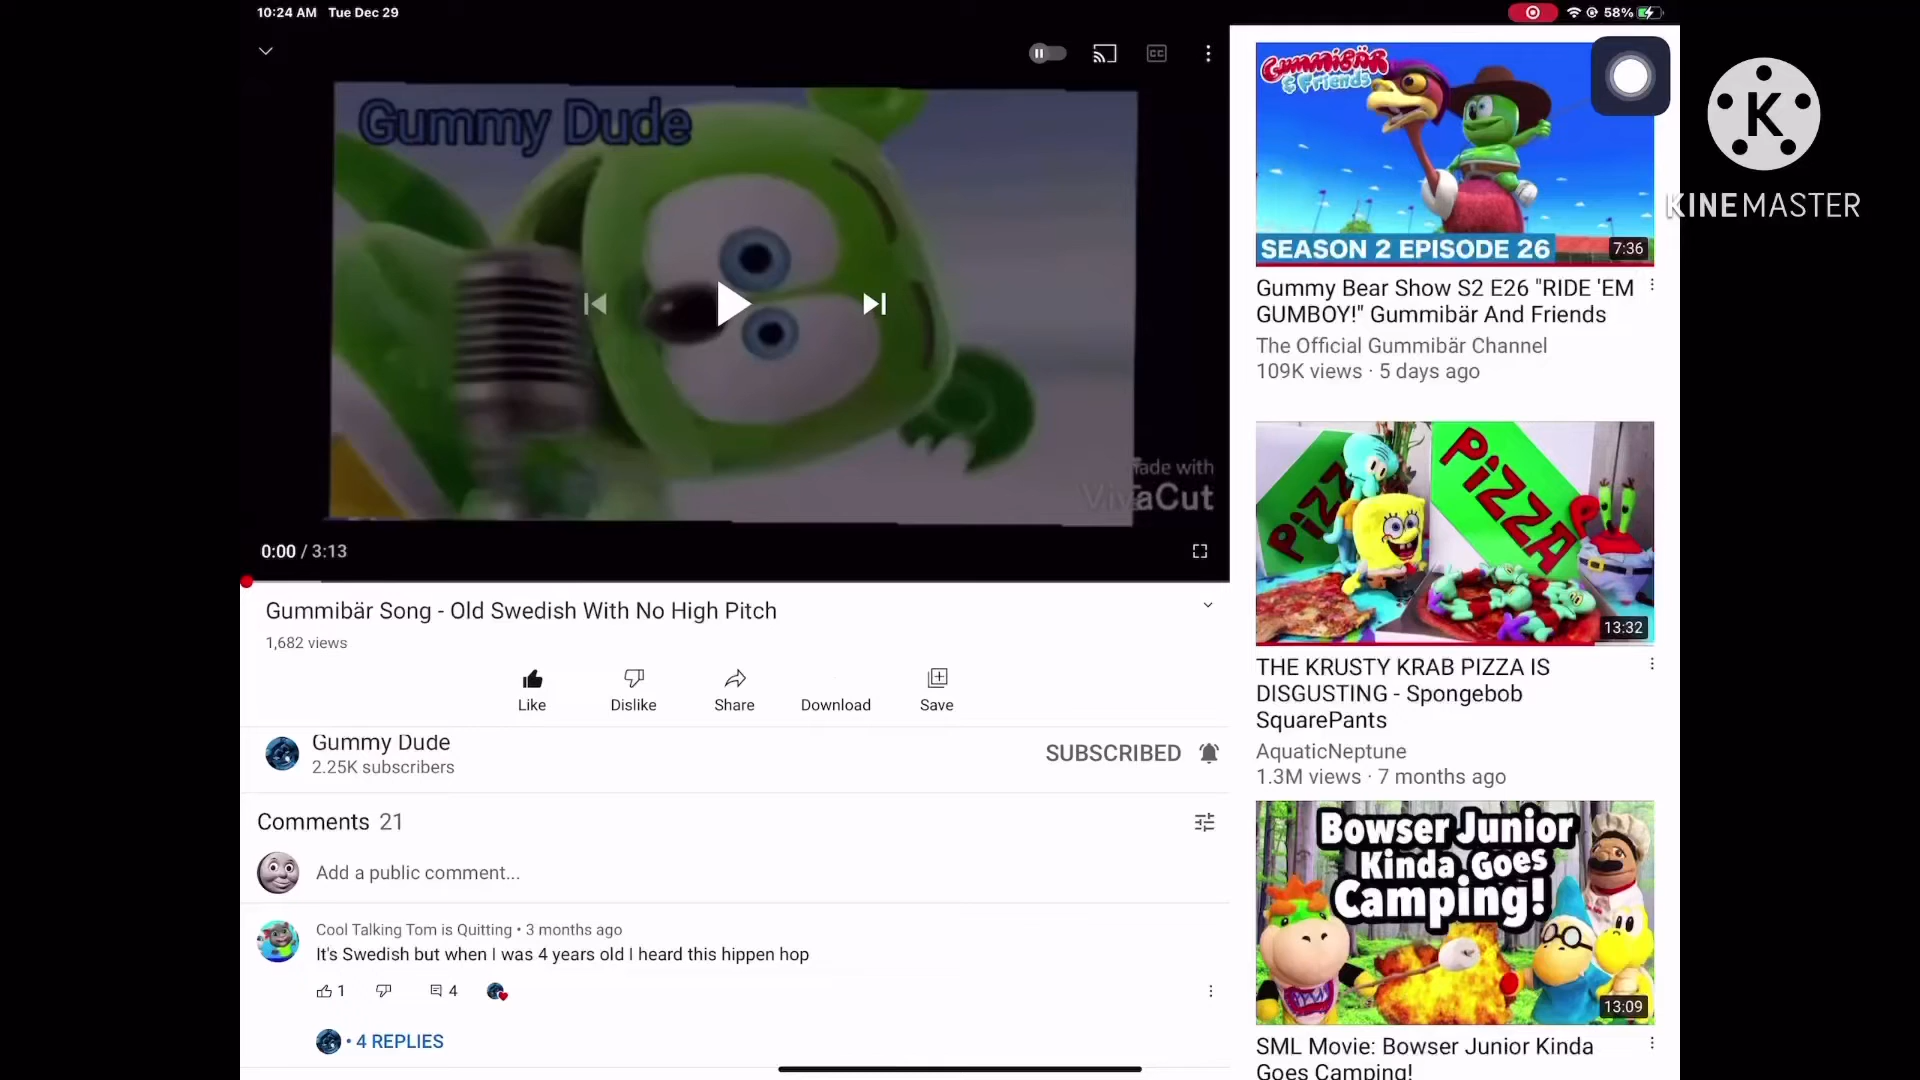 10:24 AM Tue Dec 29
58%
Gummy Dude
VivaCut
0:00 / 3:13
Gummibär Song - Old Swedish With No High Pitch
1,682 views
Like
Dislike
Share
Download
Save
Gummy Dude
2.25K subscribers
SUBSCRIBED
Comments 21
Add a public comment...
Cool Talking Tom is Quitting • 3 months ago
It's Swedish but when I was 4 years old I heard this hippen hop
1
4
• 4 REPLIES
GUMMiBÄR
& Friends
SEASON 2 EPISODE 26
7:36
Gummy Bear Show S2 E26 "RIDE 'EM
GUMBOY!" Gummibär And Friends
The Official Gummibär Channel
109K views · 5 days ago
PiZZ
PiZZA
13:32
THE KRUSTY KRAB PIZZA IS
DISGUSTING - Spongebob
SquarePants
AquaticNeptune
1.3M views · 7 months ago
Bowser Junior
Kinda Goes
Camping!
13:09
SML Movie: Bowser Junior Kinda
Goes Camping!
K
KINEMASTER